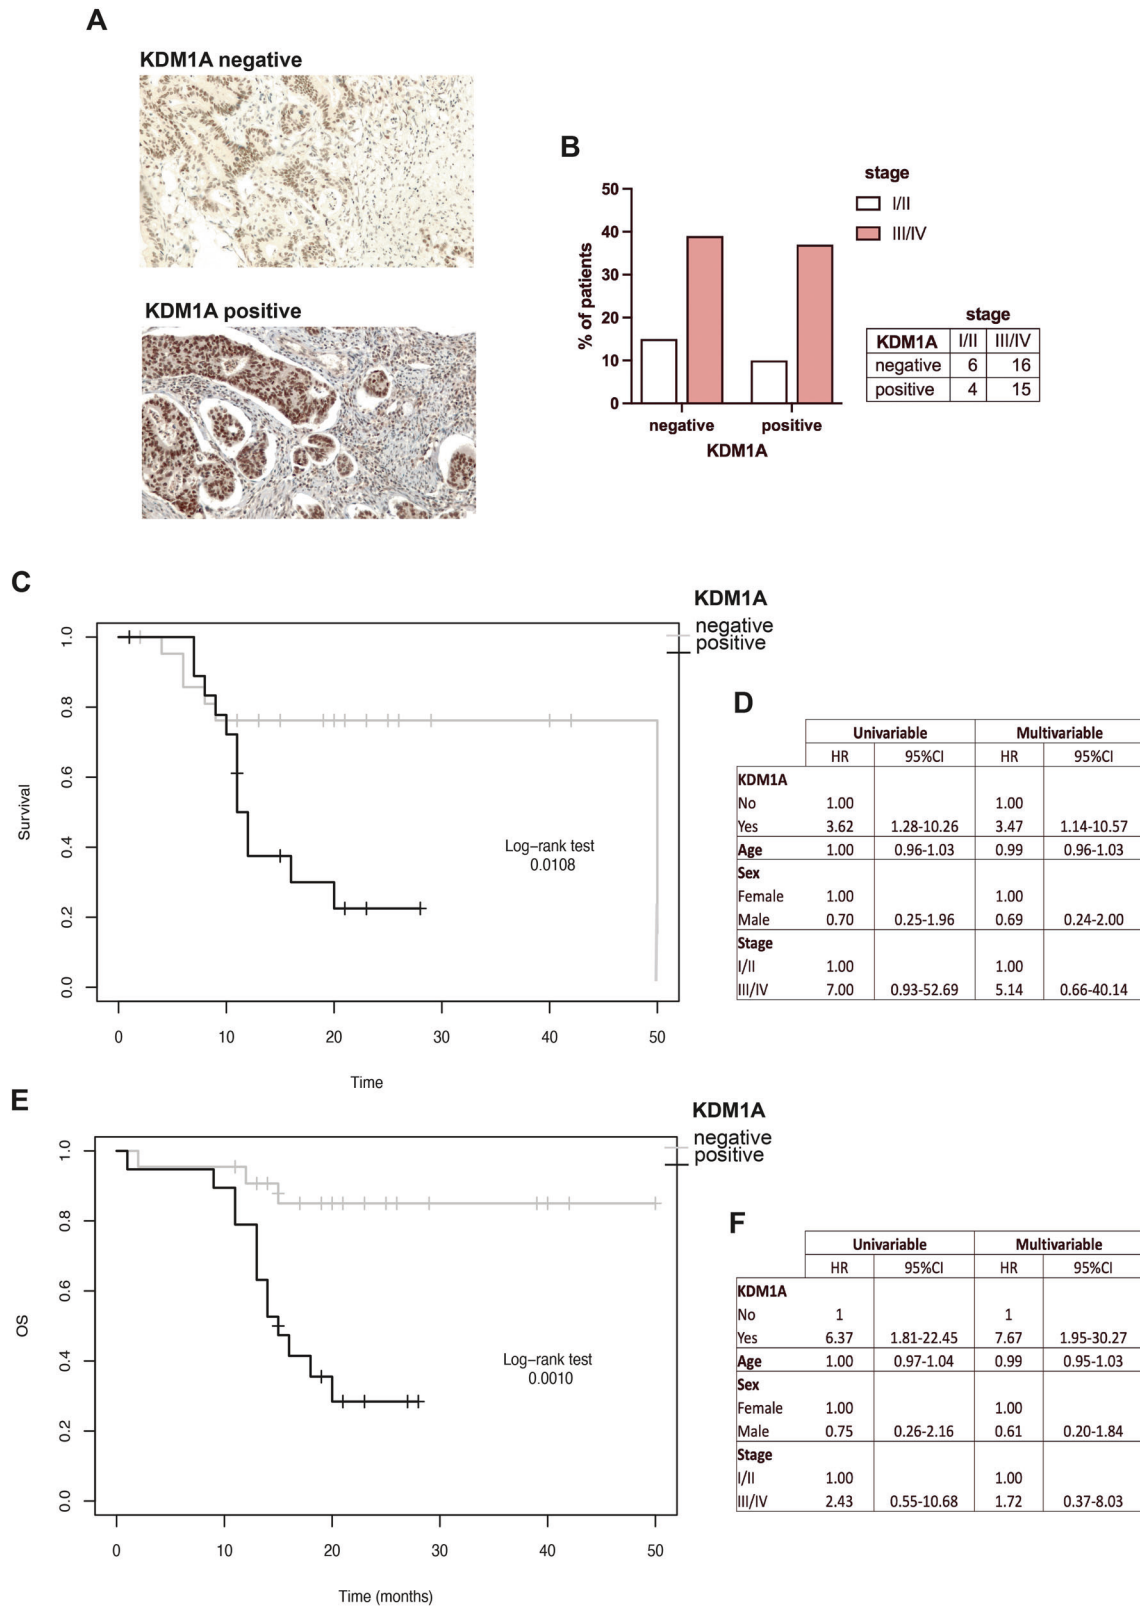 A
KDM1A negative
KDM1A positive
B
stage
I/II
III/IV
% of patients
50
40
30
20
10
0
negative positive
KDM1A
stage
KDM1A I/II III/IV
negative 6 16
positive 4 15
C
KDM1A
negative
positive
Survival
1.0
0.8
0.6
0.4
0.2
0.0
Log–rank test
0.0108
0 10 20 30 40 50
Time
D
Univariable Multivariable
HR 95%CI HR 95%CI
KDM1A
No 1.00 1.00
Yes 3.62 1.28-10.26 3.47 1.14-10.57
Age 1.00 0.96-1.03 0.99 0.96-1.03
Sex
Female 1.00 1.00
Male 0.70 0.25-1.96 0.69 0.24-2.00
Stage
I/II 1.00 1.00
III/IV 7.00 0.93-52.69 5.14 0.66-40.14
E
KDM1A
negative
positive
OS
1.0
0.8
0.6
0.4
0.2
0.0
Log–rank test
0.0010
0 10 20 30 40 50
Time (months)
F
Univariable Multivariable
HR 95%CI HR 95%CI
KDM1A
No 1 1
Yes 6.37 1.81-22.45 7.67 1.95-30.27
Age 1.00 0.97-1.04 0.99 0.95-1.03
Sex
Female 1.00 1.00
Male 0.75 0.26-2.16 0.61 0.20-1.84
Stage
I/II 1.00 1.00
III/IV 2.43 0.55-10.68 1.72 0.37-8.03